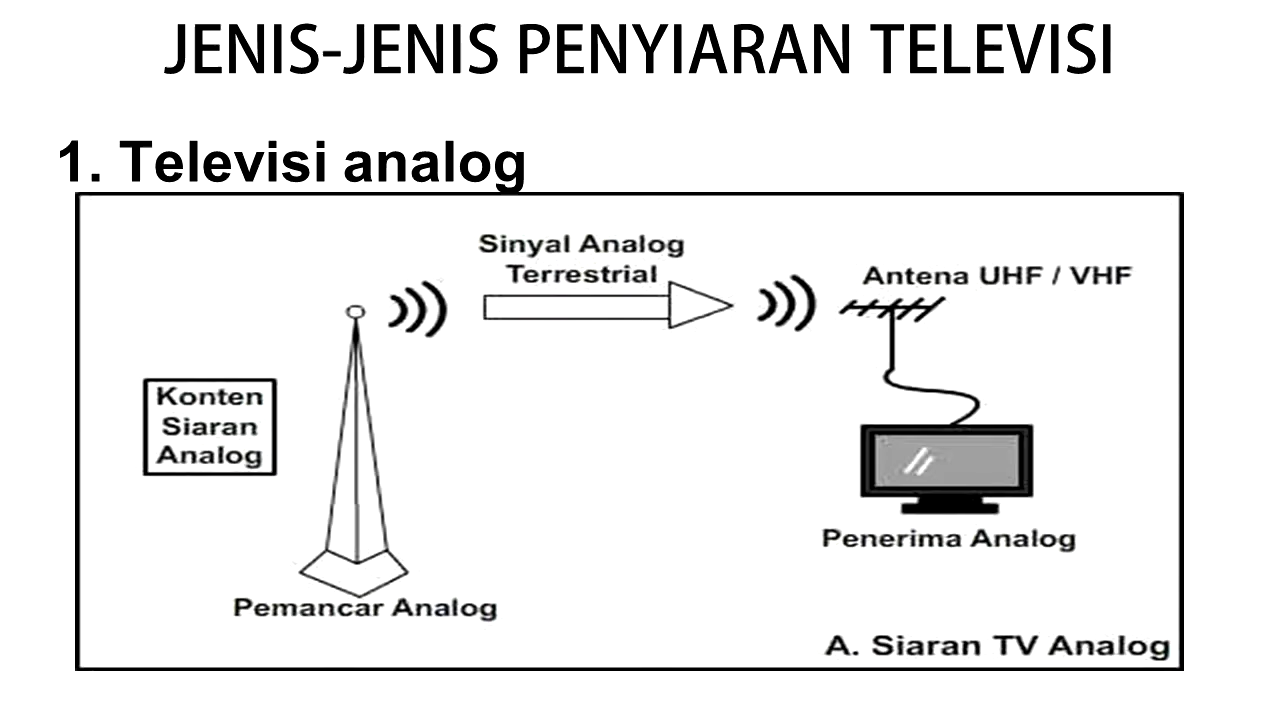 JENIS-JENIS PENYIARAN TELEVISI
1. Televisi analog
Sinyal Analog
Terrestrial
Antena UHF / VHF
Konten
Siaran
Analog
Penerima Analog
Pemancar Analog
A. Siaran TV Analog